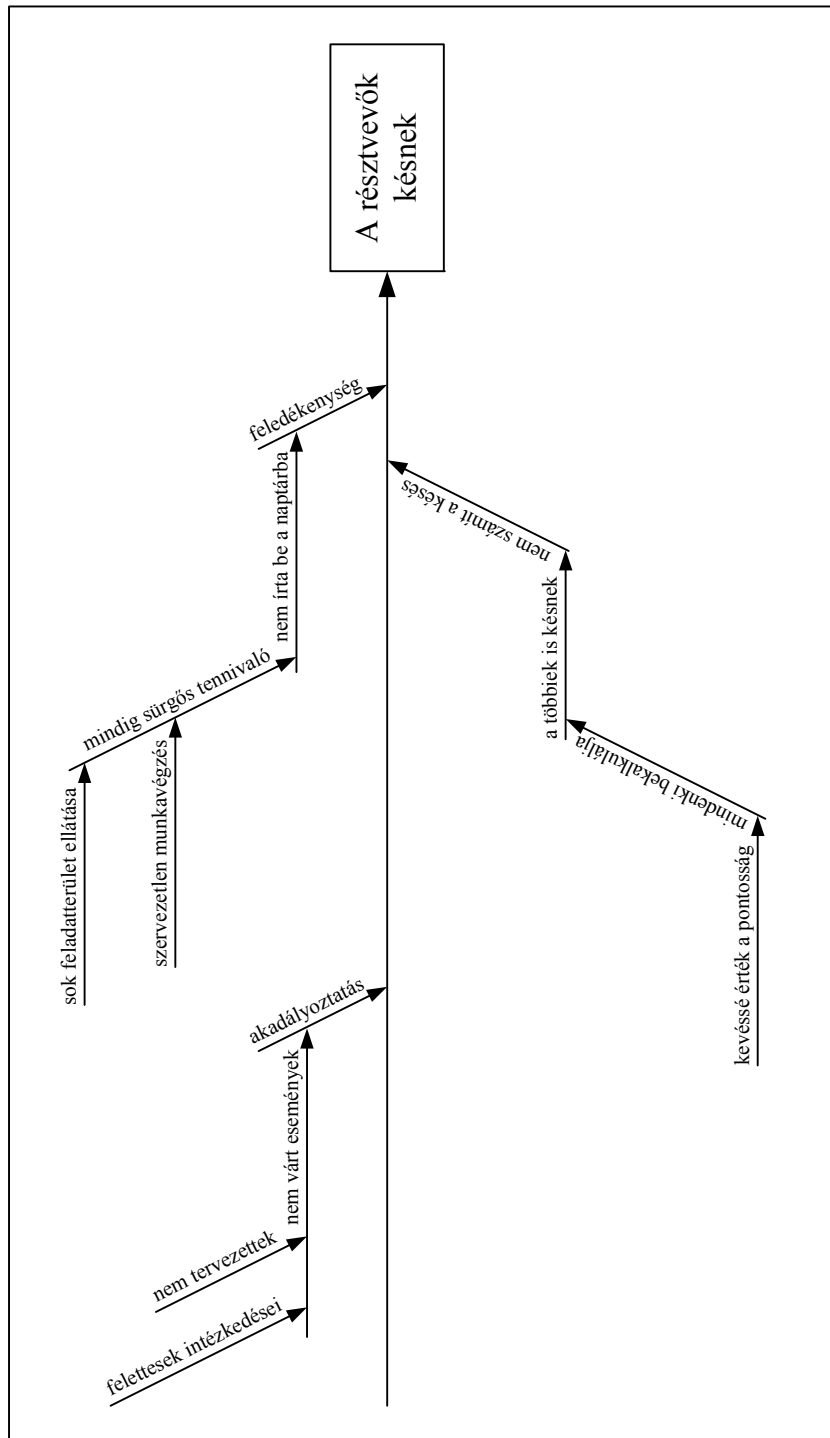 A résztvevők
késnek
feledékenység
nem írta be a naptárba
mindig sürgős tennivaló
sok feladatterület ellátása
szervezetlen munkavégzés
nem számít a késés
a többiek is késnek
mindenki bekalkulálja
kevéssé érték a pontosság
akadályoztatás
nem várt események
nem tervezettek
felettesek intézkedései